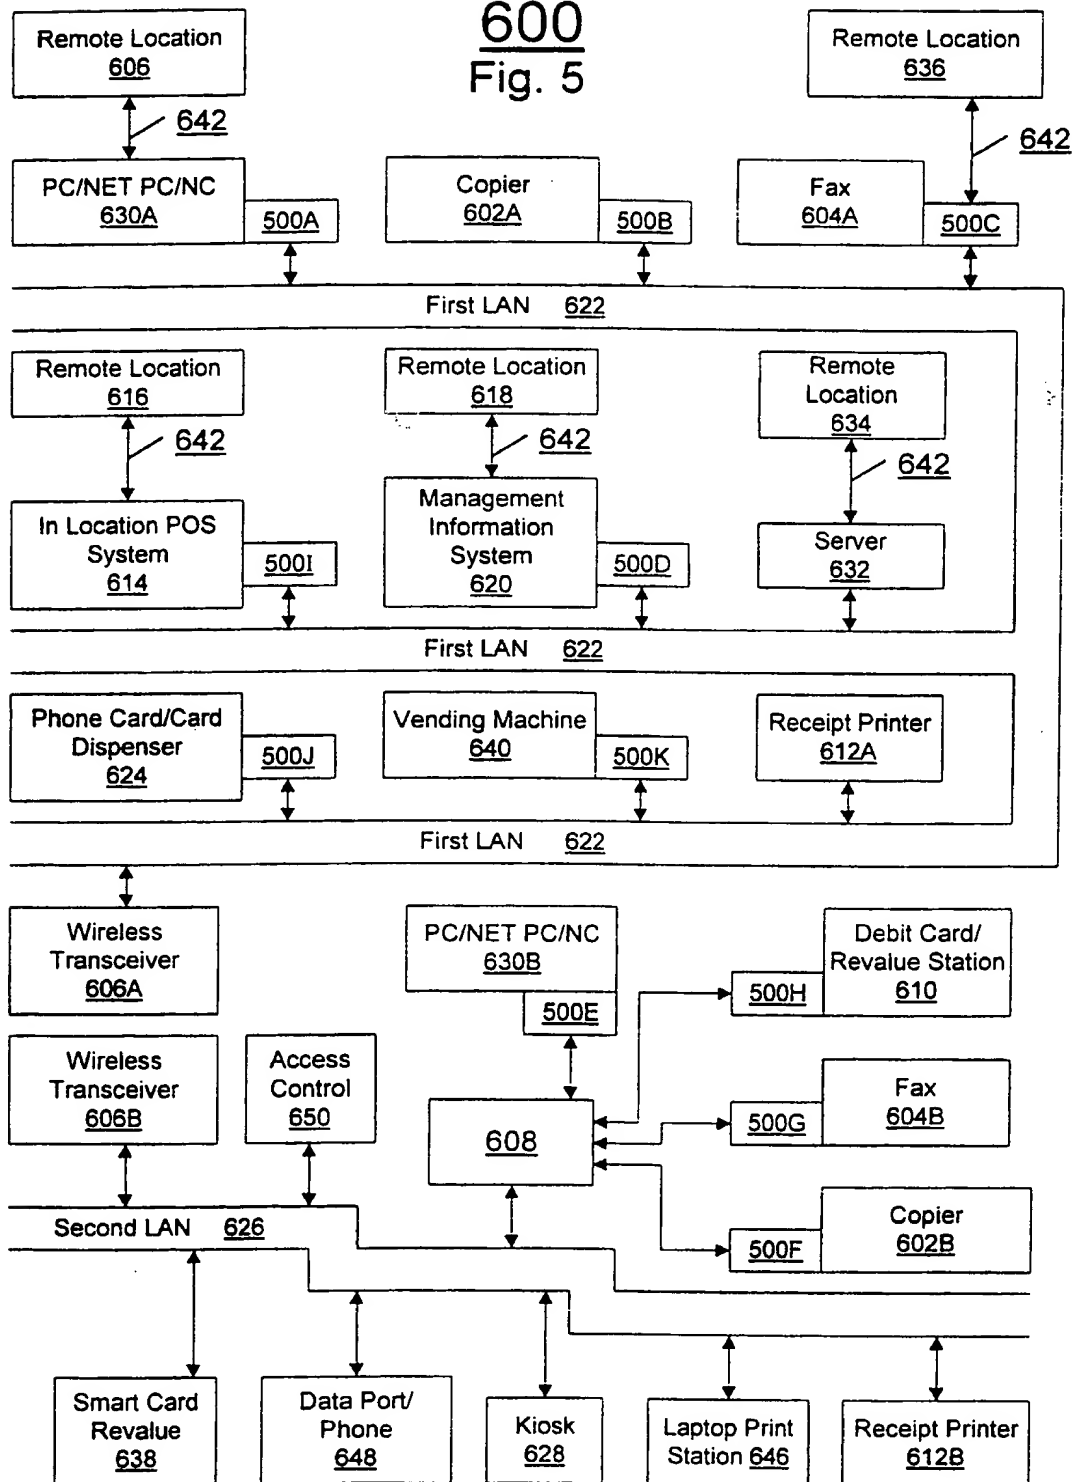 600
Fig. 5
Remote Location
606
Remote Location
636
642
642
PC/NET PC/NC
630A
500A
Copier
602A
500B
Fax
604A
500C
First LAN 622
Remote Location
616
Remote Location
618
Remote
Location
634
642
642
642
In Location POS
System
614
500I
Management
Information
System
620
500D
Server
632
First LAN 622
Phone Card/Card
Dispenser
624
500J
Vending Machine
640
500K
Receipt Printer
612A
First LAN 622
Wireless
Transceiver
606A
PC/NET PC/NC
630B
500E
Debit Card/
Revalue Station
610
500H
Wireless
Transceiver
606B
Access
Control
650
608
Fax
604B
500G
Copier
602B
500F
Second LAN 626
Smart Card
Revalue
638
Data Port/
Phone
648
Kiosk
628
Laptop Print
Station 646
Receipt Printer
612B